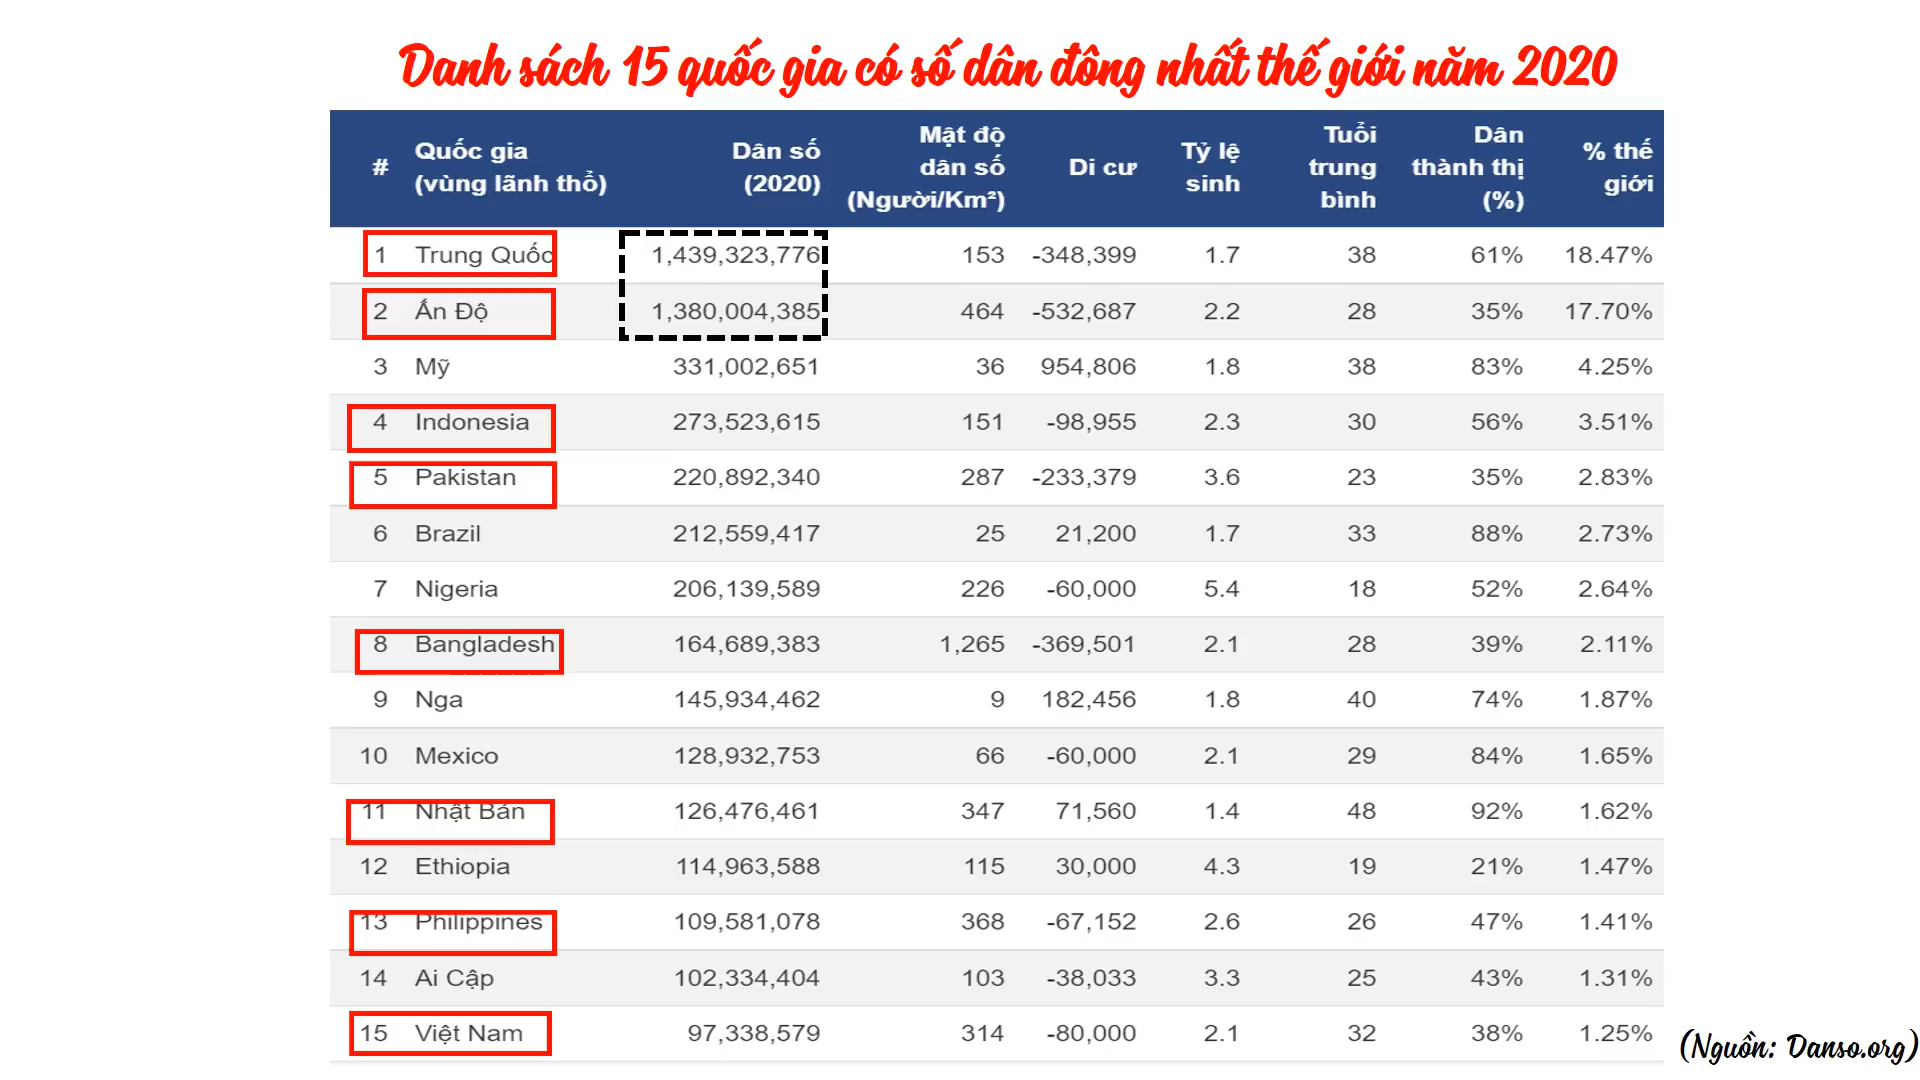 Danh sách 15 quốc gia có số dân đông nhất thế giới năm 2020
# Quốc gia (vùng lãnh thổ) Dân số (2020) Mật độ dân số (Người/Km²) Di cư Tỷ lệ sinh Tuổi trung bình Dân thành thị (%) % thế giới
1 Trung Quốc 1,439,323,776 153 -348,399 1.7 38 61% 18.47%
2 Ấn Độ 1,380,004,385 464 -532,687 2.2 28 35% 17.70%
3 Mỹ 331,002,651 36 954,806 1.8 38 83% 4.25%
4 Indonesia 273,523,615 151 -98,955 2.3 30 56% 3.51%
5 Pakistan 220,892,340 287 -233,379 3.6 23 35% 2.83%
6 Brazil 212,559,417 25 21,200 1.7 33 88% 2.73%
7 Nigeria 206,139,589 226 -60,000 5.4 18 52% 2.64%
8 Bangladesh 164,689,383 1,265 -369,501 2.1 28 39% 2.11%
9 Nga 145,934,462 9 182,456 1.8 40 74% 1.87%
10 Mexico 128,932,753 66 -60,000 2.1 29 84% 1.65%
11 Nhật Bản 126,476,461 347 71,560 1.4 48 92% 1.62%
12 Ethiopia 114,963,588 115 30,000 4.3 19 21% 1.47%
13 Philippines 109,581,078 368 -67,152 2.6 26 47% 1.41%
14 Ai Cập 102,334,404 103 -38,033 3.3 25 43% 1.31%
15 Việt Nam 97,338,579 314 -80,000 2.1 32 38% 1.25%
(Nguồn: Danso.org)